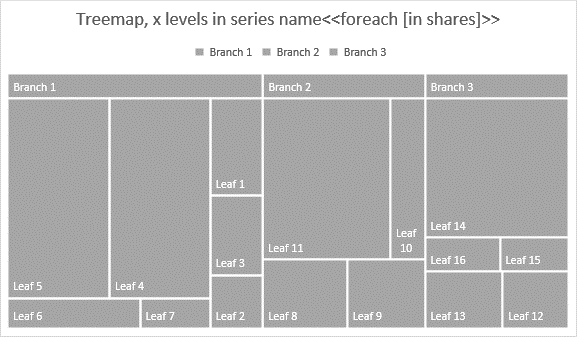 Treemap, x levels in series name<<foreach [in shares]>>
Branch 1 Branch 2 Branch 3
Branch 1
Leaf 5
Leaf 4
Leaf 1
Leaf 3
Leaf 2
Leaf 6
Leaf 7
Branch 2
Leaf 11
Leaf
10
Leaf 8
Leaf 9
Branch 3
Leaf 14
Leaf 16
Leaf 15
Leaf 13
Leaf 12